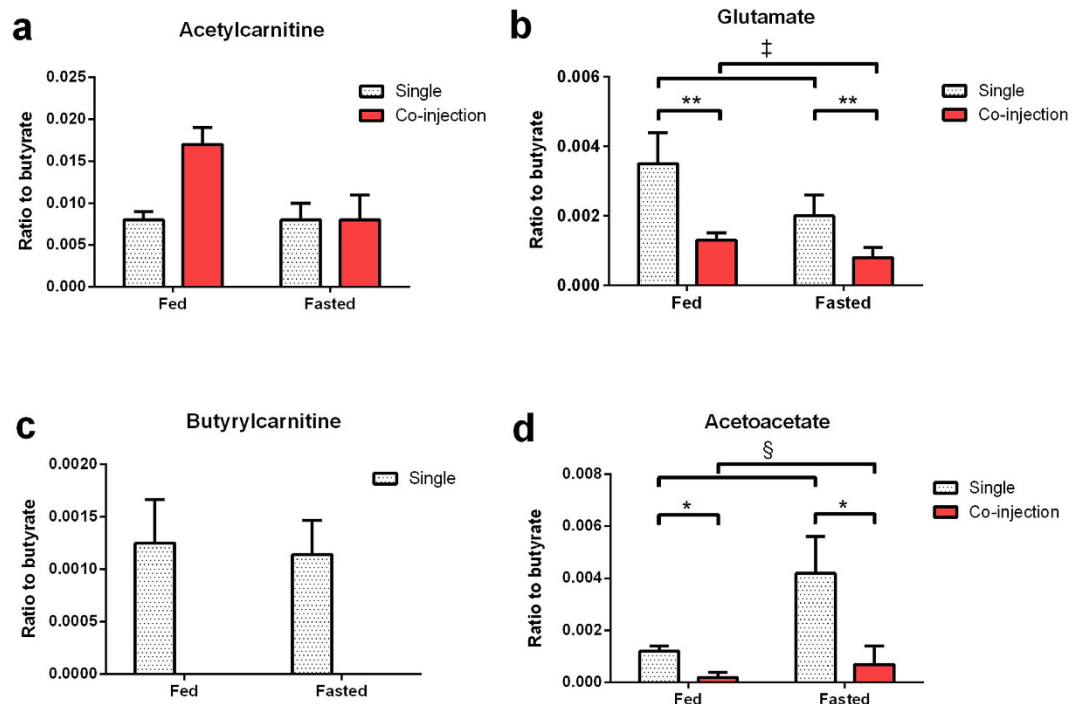 a
Acetylcarnitine
Ratio to butyrate
0.025
0.020
0.015
0.010
0.005
0.000
Fed
Fasted
Single
Co-injection
b
Glutamate
Ratio to butyrate
0.006
0.004
0.002
0.000
‡
**
**
Fed
Fasted
Single
Co-injection
c
Butyrylcarnitine
Ratio to butyrate
0.0020
0.0015
0.0010
0.0005
0.0000
Fed
Fasted
Single
d
Acetoacetate
Ratio to butyrate
0.008
0.006
0.004
0.002
0.000
§
*
*
Fed
Fasted
Single
Co-injection